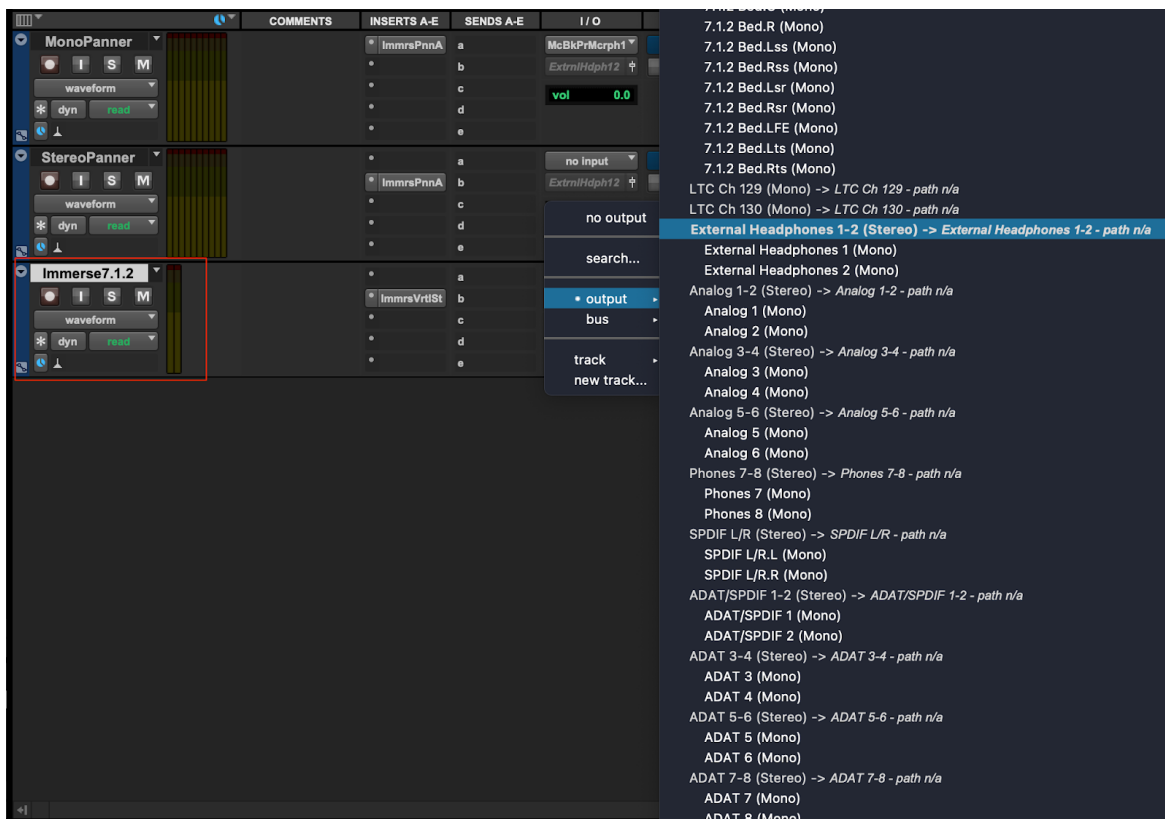 COMMENTS INSERTS A-E SENDS A-E I / O
MonoPanner
I S M
waveform
* dyn read
ImmrsPnnA
a
b
c
d
e
McBkPrMcrph1
ExtrnlHdph12
vol 0.0
StereoPanner
I S M
waveform
* dyn read
ImmrsPnnA
a
b
c
d
e
no input
ExtrnlHdph12
Immerse7.1.2
I S M
waveform
* dyn read
ImmrsVrtlSt
a
b
c
d
e
no output
search...
• output
bus
track
new track...
7.1.2 Bed.R (Mono)
7.1.2 Bed.Lss (Mono)
7.1.2 Bed.Rss (Mono)
7.1.2 Bed.Lsr (Mono)
7.1.2 Bed.Rsr (Mono)
7.1.2 Bed.LFE (Mono)
7.1.2 Bed.Lts (Mono)
7.1.2 Bed.Rts (Mono)
LTC Ch 129 (Mono) -> LTC Ch 129 - path n/a
LTC Ch 130 (Mono) -> LTC Ch 130 - path n/a
External Headphones 1-2 (Stereo) -> External Headphones 1-2 - path n/a
External Headphones 1 (Mono)
External Headphones 2 (Mono)
Analog 1-2 (Stereo) -> Analog 1-2 - path n/a
Analog 1 (Mono)
Analog 2 (Mono)
Analog 3-4 (Stereo) -> Analog 3-4 - path n/a
Analog 3 (Mono)
Analog 4 (Mono)
Analog 5-6 (Stereo) -> Analog 5-6 - path n/a
Analog 5 (Mono)
Analog 6 (Mono)
Phones 7-8 (Stereo) -> Phones 7-8 - path n/a
Phones 7 (Mono)
Phones 8 (Mono)
SPDIF L/R (Stereo) -> SPDIF L/R - path n/a
SPDIF L/R.L (Mono)
SPDIF L/R.R (Mono)
ADAT/SPDIF 1-2 (Stereo) -> ADAT/SPDIF 1-2 - path n/a
ADAT/SPDIF 1 (Mono)
ADAT/SPDIF 2 (Mono)
ADAT 3-4 (Stereo) -> ADAT 3-4 - path n/a
ADAT 3 (Mono)
ADAT 4 (Mono)
ADAT 5-6 (Stereo) -> ADAT 5-6 - path n/a
ADAT 5 (Mono)
ADAT 6 (Mono)
ADAT 7-8 (Stereo) -> ADAT 7-8 - path n/a
ADAT 7 (Mono)
ADAT 8 (Mono)